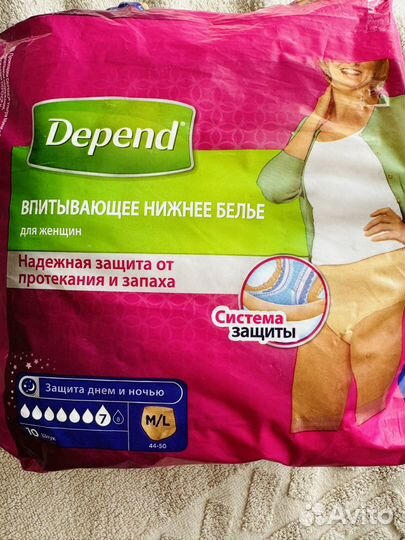 Depend
ВПИТЫВАЮЩЕЕ НИЖНЕЕ БЕЛЬЕ
для женщин
Надежная защита от
протекания и запаха
Система
защиты
Защита днем и ночью
7 8
M/L
10 Штук
44-50
Avito